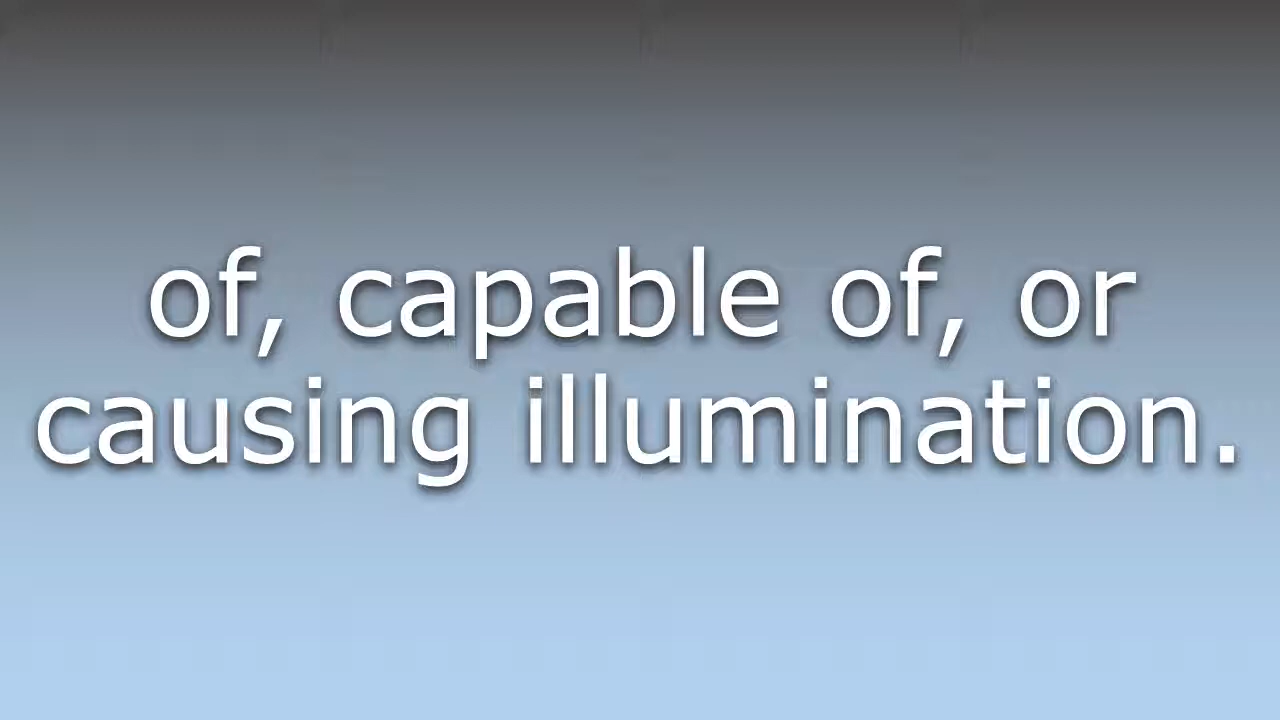 of, capable of, or
causing illumination.